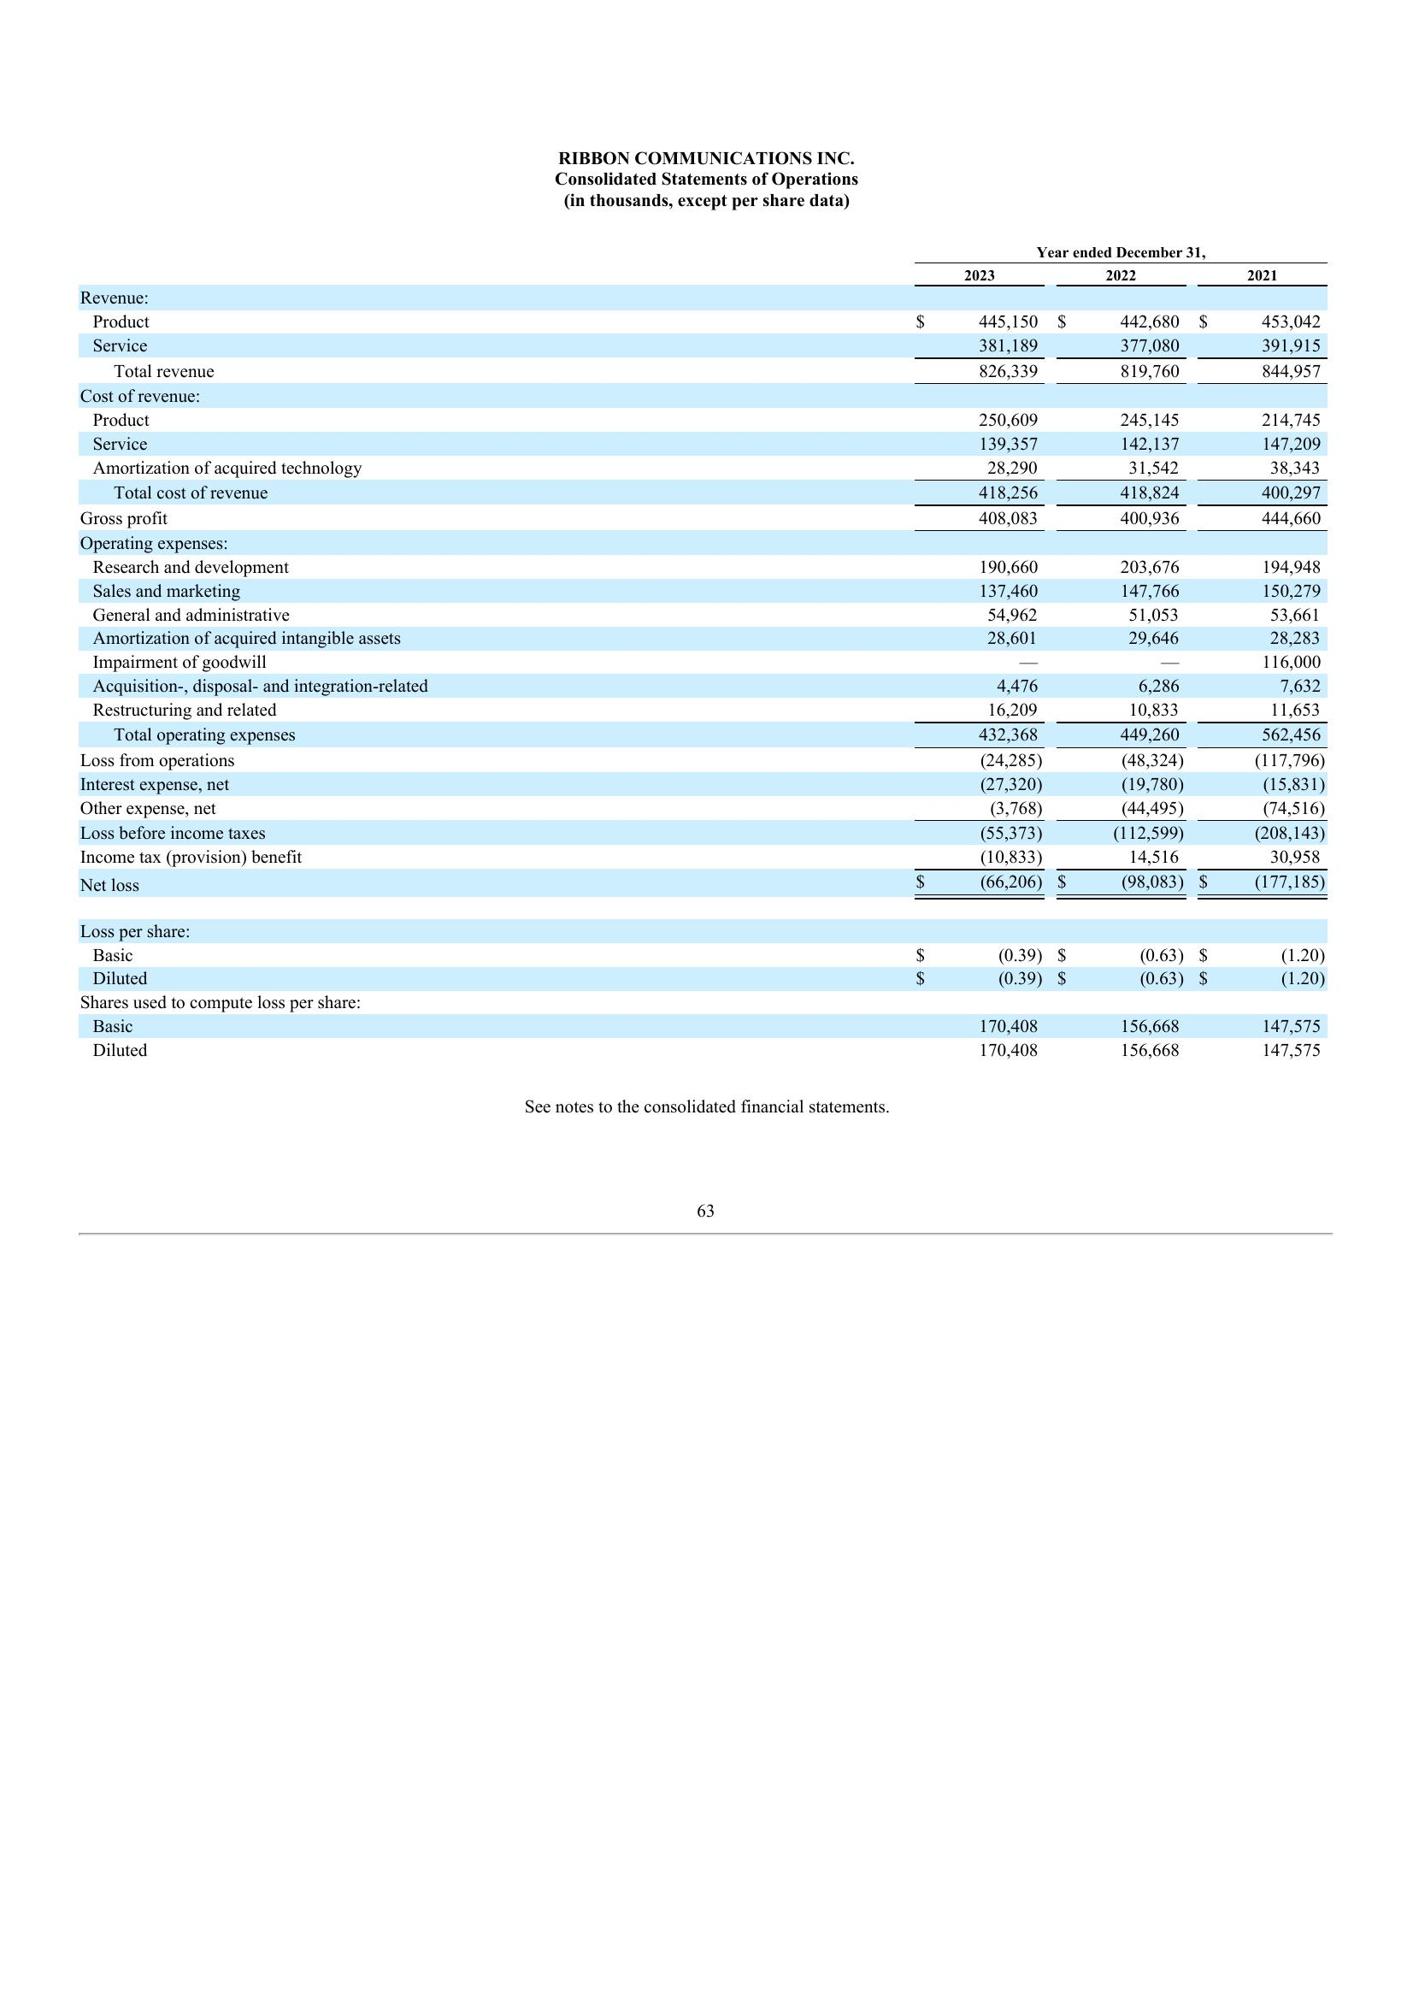 RIBBON COMMUNICATIONS INC.
Consolidated Statements of Operations
(in thousands, except per share data)
Year ended December 31,
2023 2022 2021
Revenue:
Product $ 445,150 $ 442,680 $ 453,042
Service 381,189 377,080 391,915
Total revenue 826,339 819,760 844,957
Cost of revenue:
Product 250,609 245,145 214,745
Service 139,357 142,137 147,209
Amortization of acquired technology 28,290 31,542 38,343
Total cost of revenue 418,256 418,824 400,297
Gross profit 408,083 400,936 444,660
Operating expenses:
Research and development 190,660 203,676 194,948
Sales and marketing 137,460 147,766 150,279
General and administrative 54,962 51,053 53,661
Amortization of acquired intangible assets 28,601 29,646 28,283
Impairment of goodwill — — 116,000
Acquisition-, disposal- and integration-related 4,476 6,286 7,632
Restructuring and related 16,209 10,833 11,653
Total operating expenses 432,368 449,260 562,456
Loss from operations (24,285) (48,324) (117,796)
Interest expense, net (27,320) (19,780) (15,831)
Other expense, net (3,768) (44,495) (74,516)
Loss before income taxes (55,373) (112,599) (208,143)
Income tax (provision) benefit (10,833) 14,516 30,958
Net loss $ (66,206) $ (98,083) $ (177,185)
Loss per share:
Basic $ (0.39) $ (0.63) $ (1.20)
Diluted $ (0.39) $ (0.63) $ (1.20)
Shares used to compute loss per share:
Basic 170,408 156,668 147,575
Diluted 170,408 156,668 147,575
See notes to the consolidated financial statements.
63